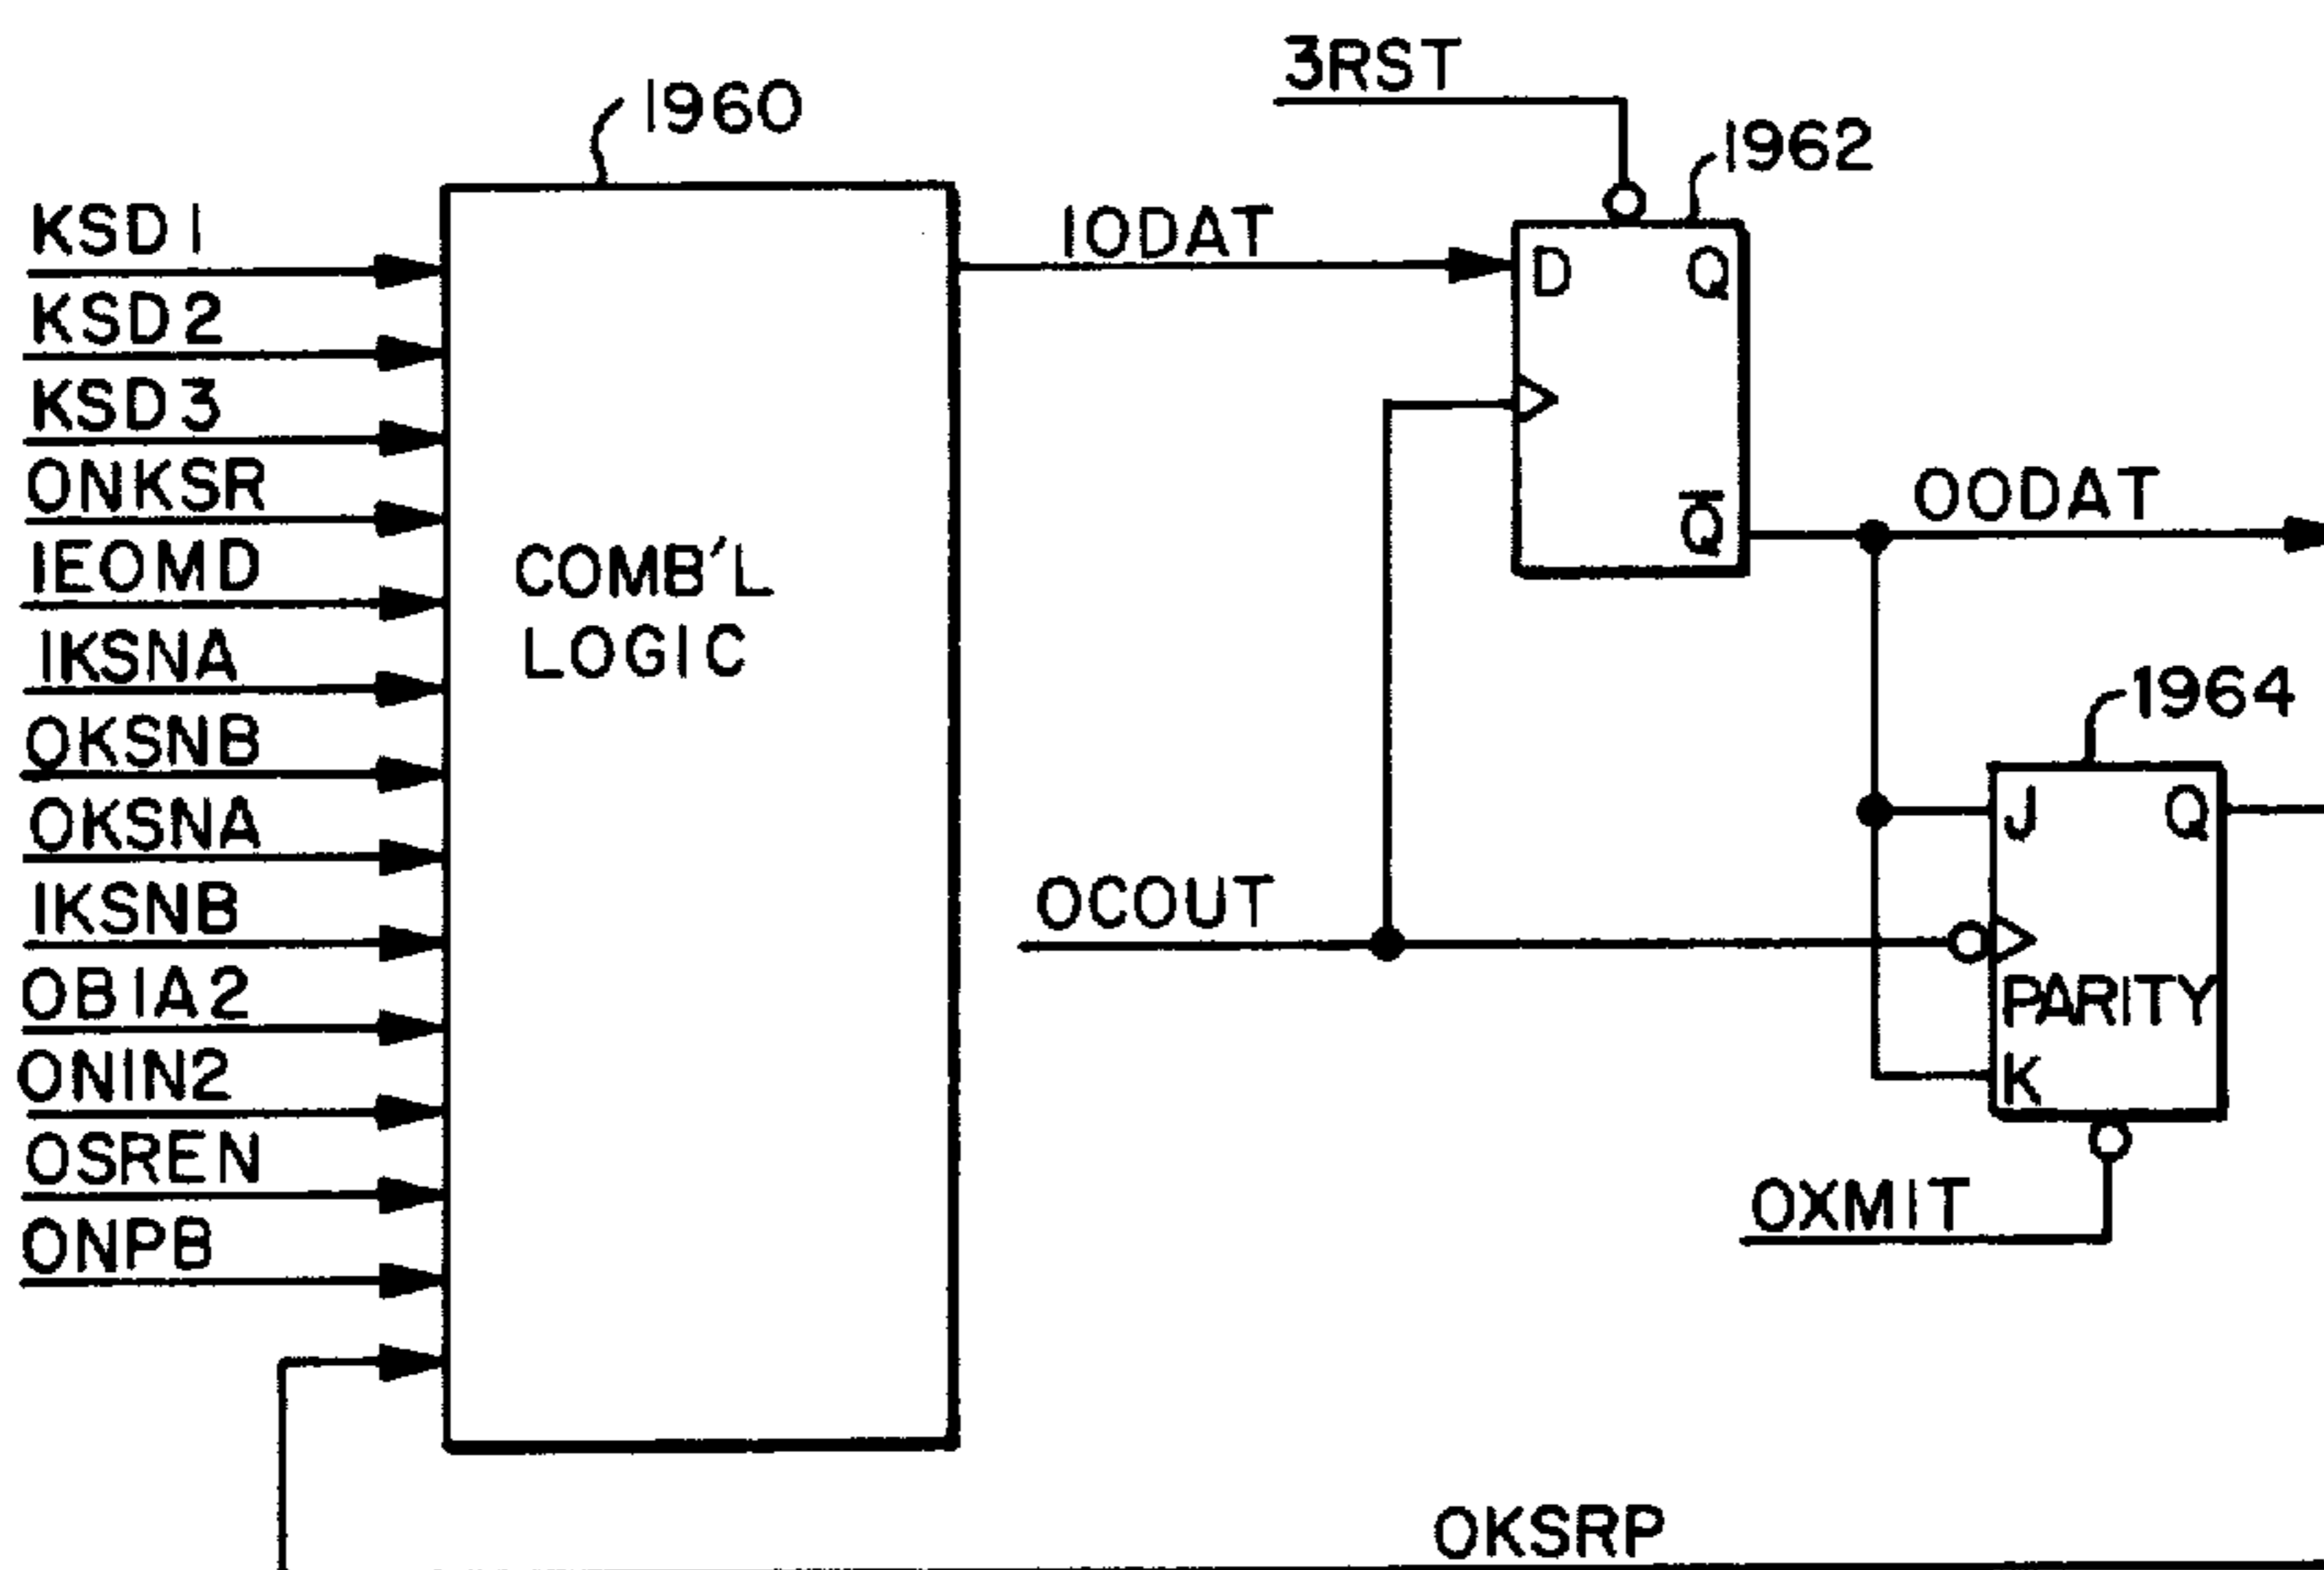 3RST
1960
1962
KSD1
KSD2
KSD3
ONKSR
IEOMD
IKSNA
OKSNB
OKSNA
IKSNB
OBIA2
ONIN2
OSREN
ONPB
COMB'L
LOGIC
IODAT
D
Q
Q̅
OODAT
1964
J
Q
OCOUT
PARITY
K
OXMIT
OKSRP